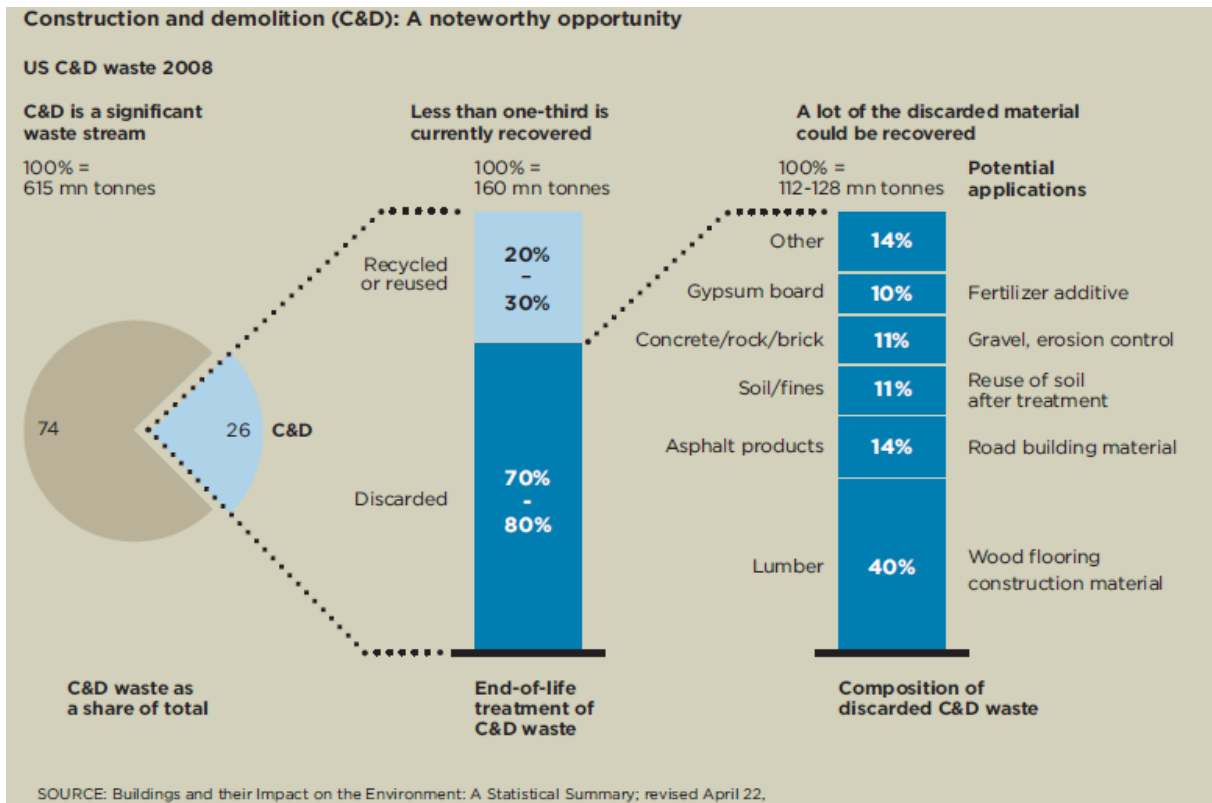 Construction and demolition (C&D): A noteworthy opportunity
US C&D waste 2008
C&D is a significant
waste stream
100% =
615 mn tonnes
74
26
C&D
C&D waste as
a share of total
Less than one-third is
currently recovered
100% =
160 mn tonnes
Recycled
or reused
20%
–
30%
Discarded
70%
-
80%
End-of-life
treatment of
C&D waste
A lot of the discarded material
could be recovered
100% =
112-128 mn tonnes
Potential
applications
Other
14%
Gypsum board
10%
Fertilizer additive
Concrete/rock/brick
11%
Gravel, erosion control
Soil/fines
11%
Reuse of soil
after treatment
Asphalt products
14%
Road building material
Lumber
40%
Wood flooring
construction material
Composition of
discarded C&D waste
SOURCE: Buildings and their Impact on the Environment: A Statistical Summary; revised April 22,